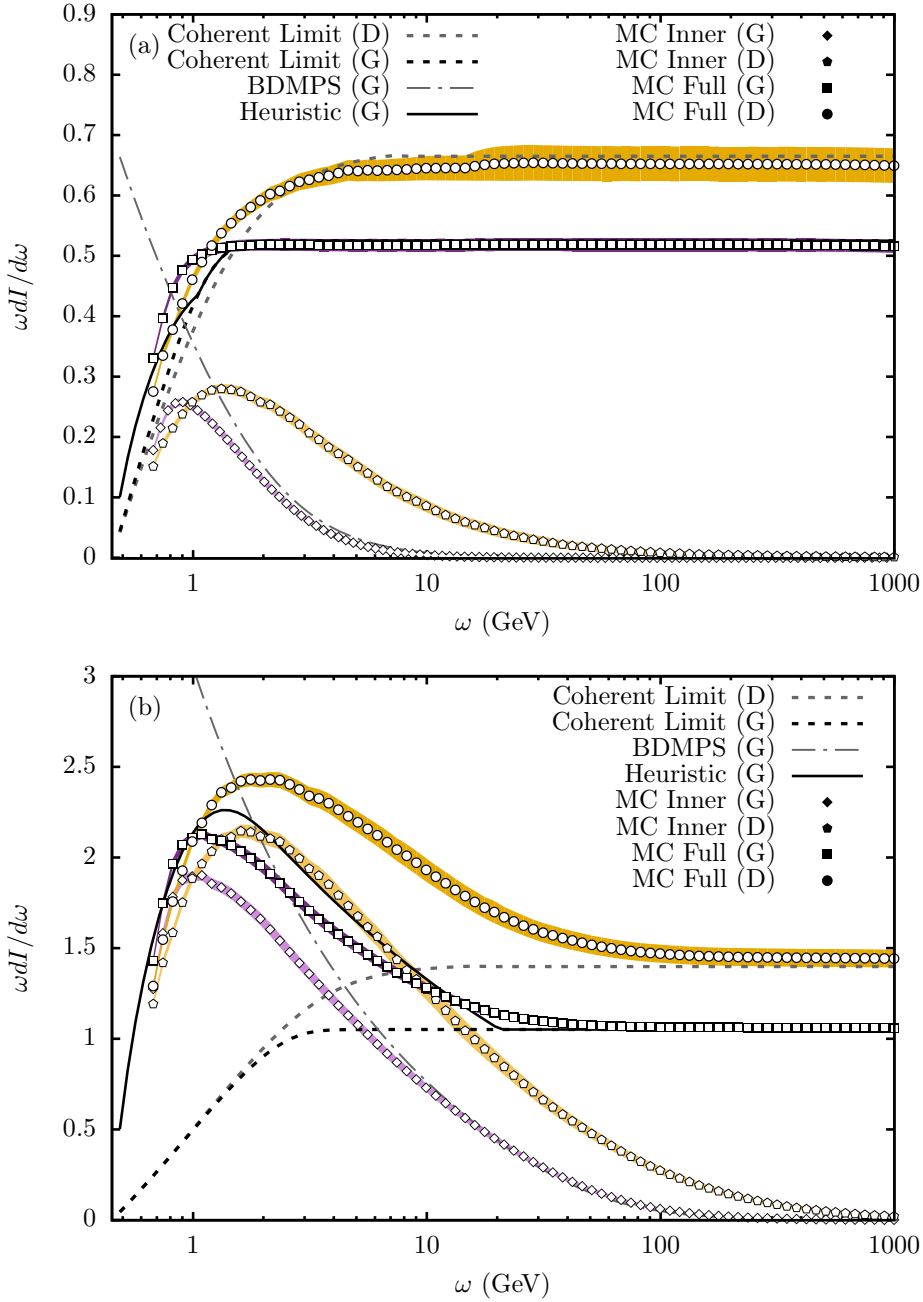 (a)
Coherent Limit (D)
Coherent Limit (G)
BDMPS (G)
Heuristic (G)
MC Inner (G)
MC Inner (D)
MC Full (G)
MC Full (D)
0.9
0.8
0.7
0.6
0.5
0.4
0.3
0.2
0.1
0
ωdI/dω
1
10
100
1000
ω (GeV)
(b)
Coherent Limit (D)
Coherent Limit (G)
BDMPS (G)
Heuristic (G)
MC Inner (G)
MC Inner (D)
MC Full (G)
MC Full (D)
3
2.5
2
1.5
1
0.5
0
ωdI/dω
1
10
100
1000
ω (GeV)